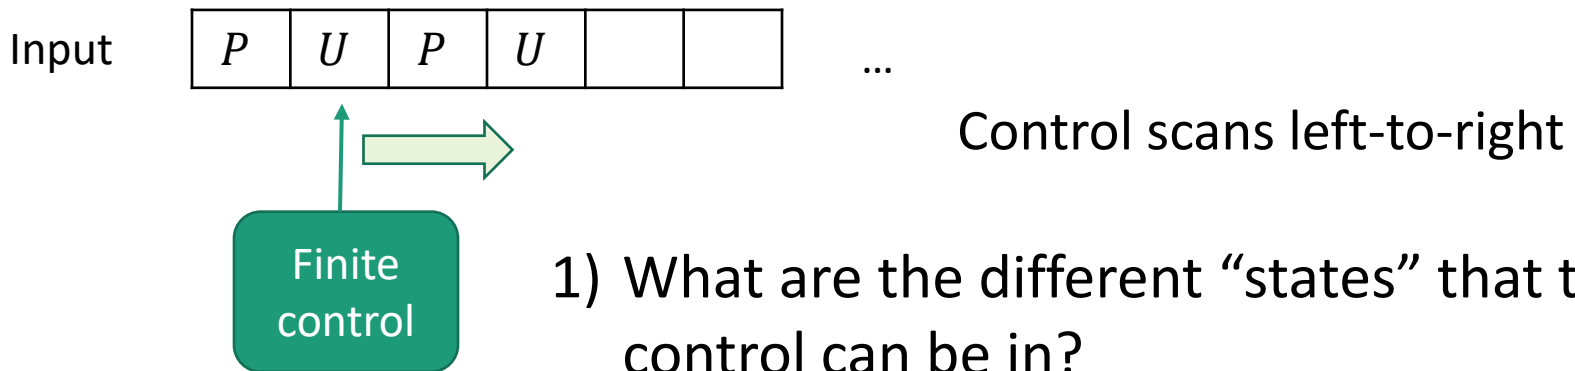 Input P U P U ...
Control scans left-to-right
Finite
control
1) What are the different “states” that
control can be in?